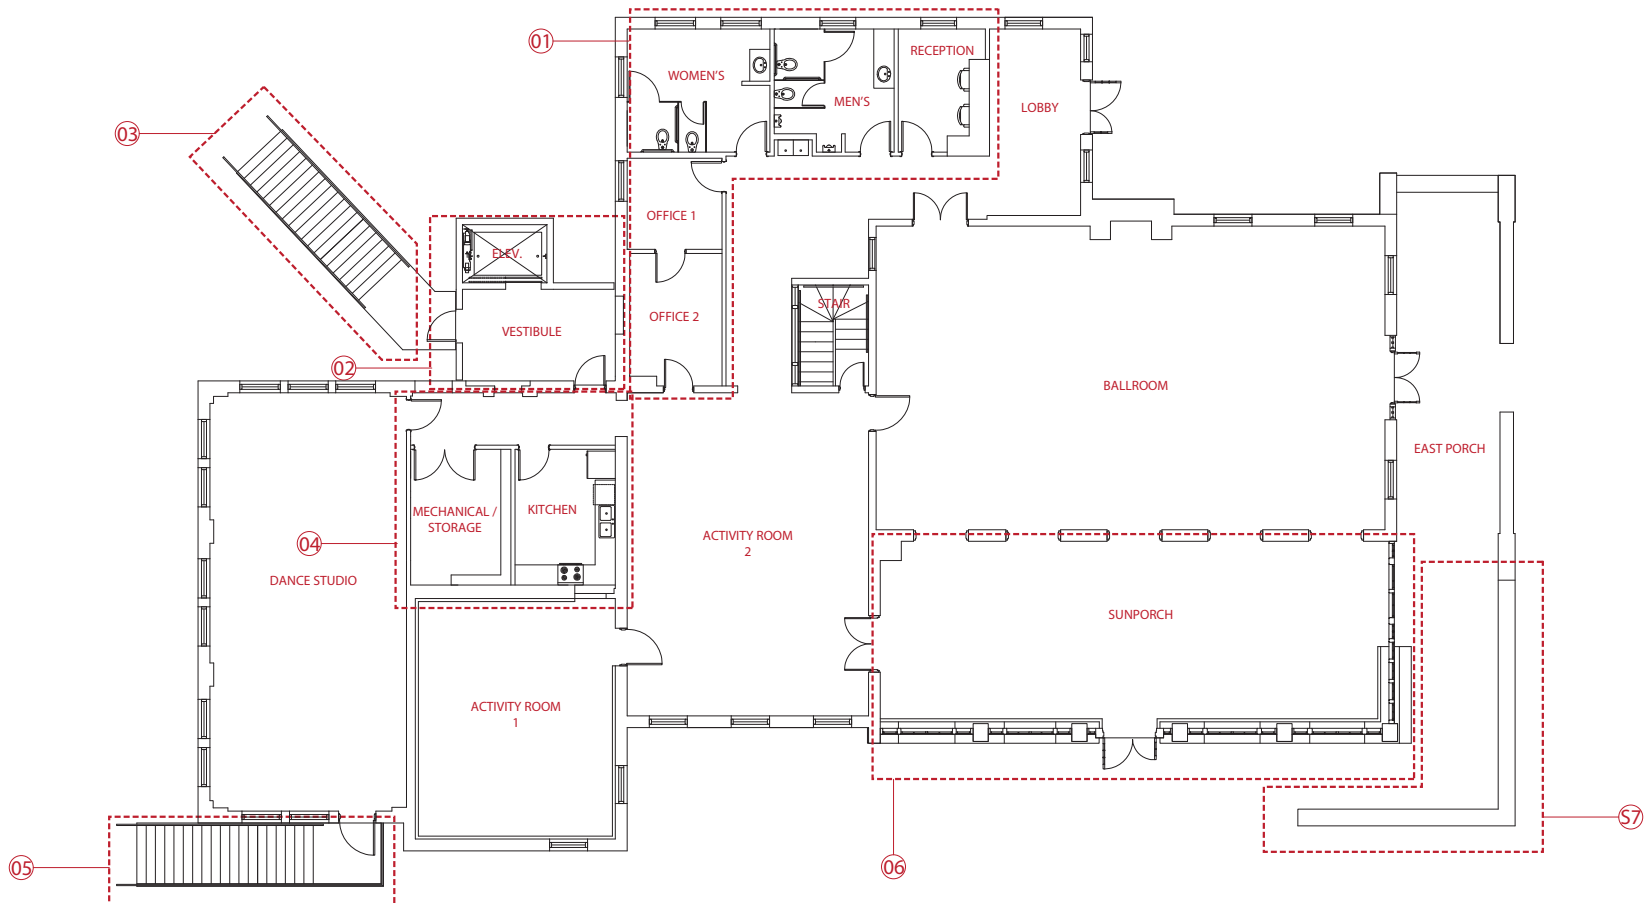 01
WOMEN'S
RECEPTION
MEN'S
LOBBY
03
OFFICE 1
ELEV.
STAIR
OFFICE 2
VESTIBULE
02
BALLROOM
EAST PORCH
MECHANICAL /
STORAGE
KITCHEN
04
ACTIVITY ROOM
2
DANCE STUDIO
SUNPORCH
ACTIVITY ROOM
1
S7
05
06